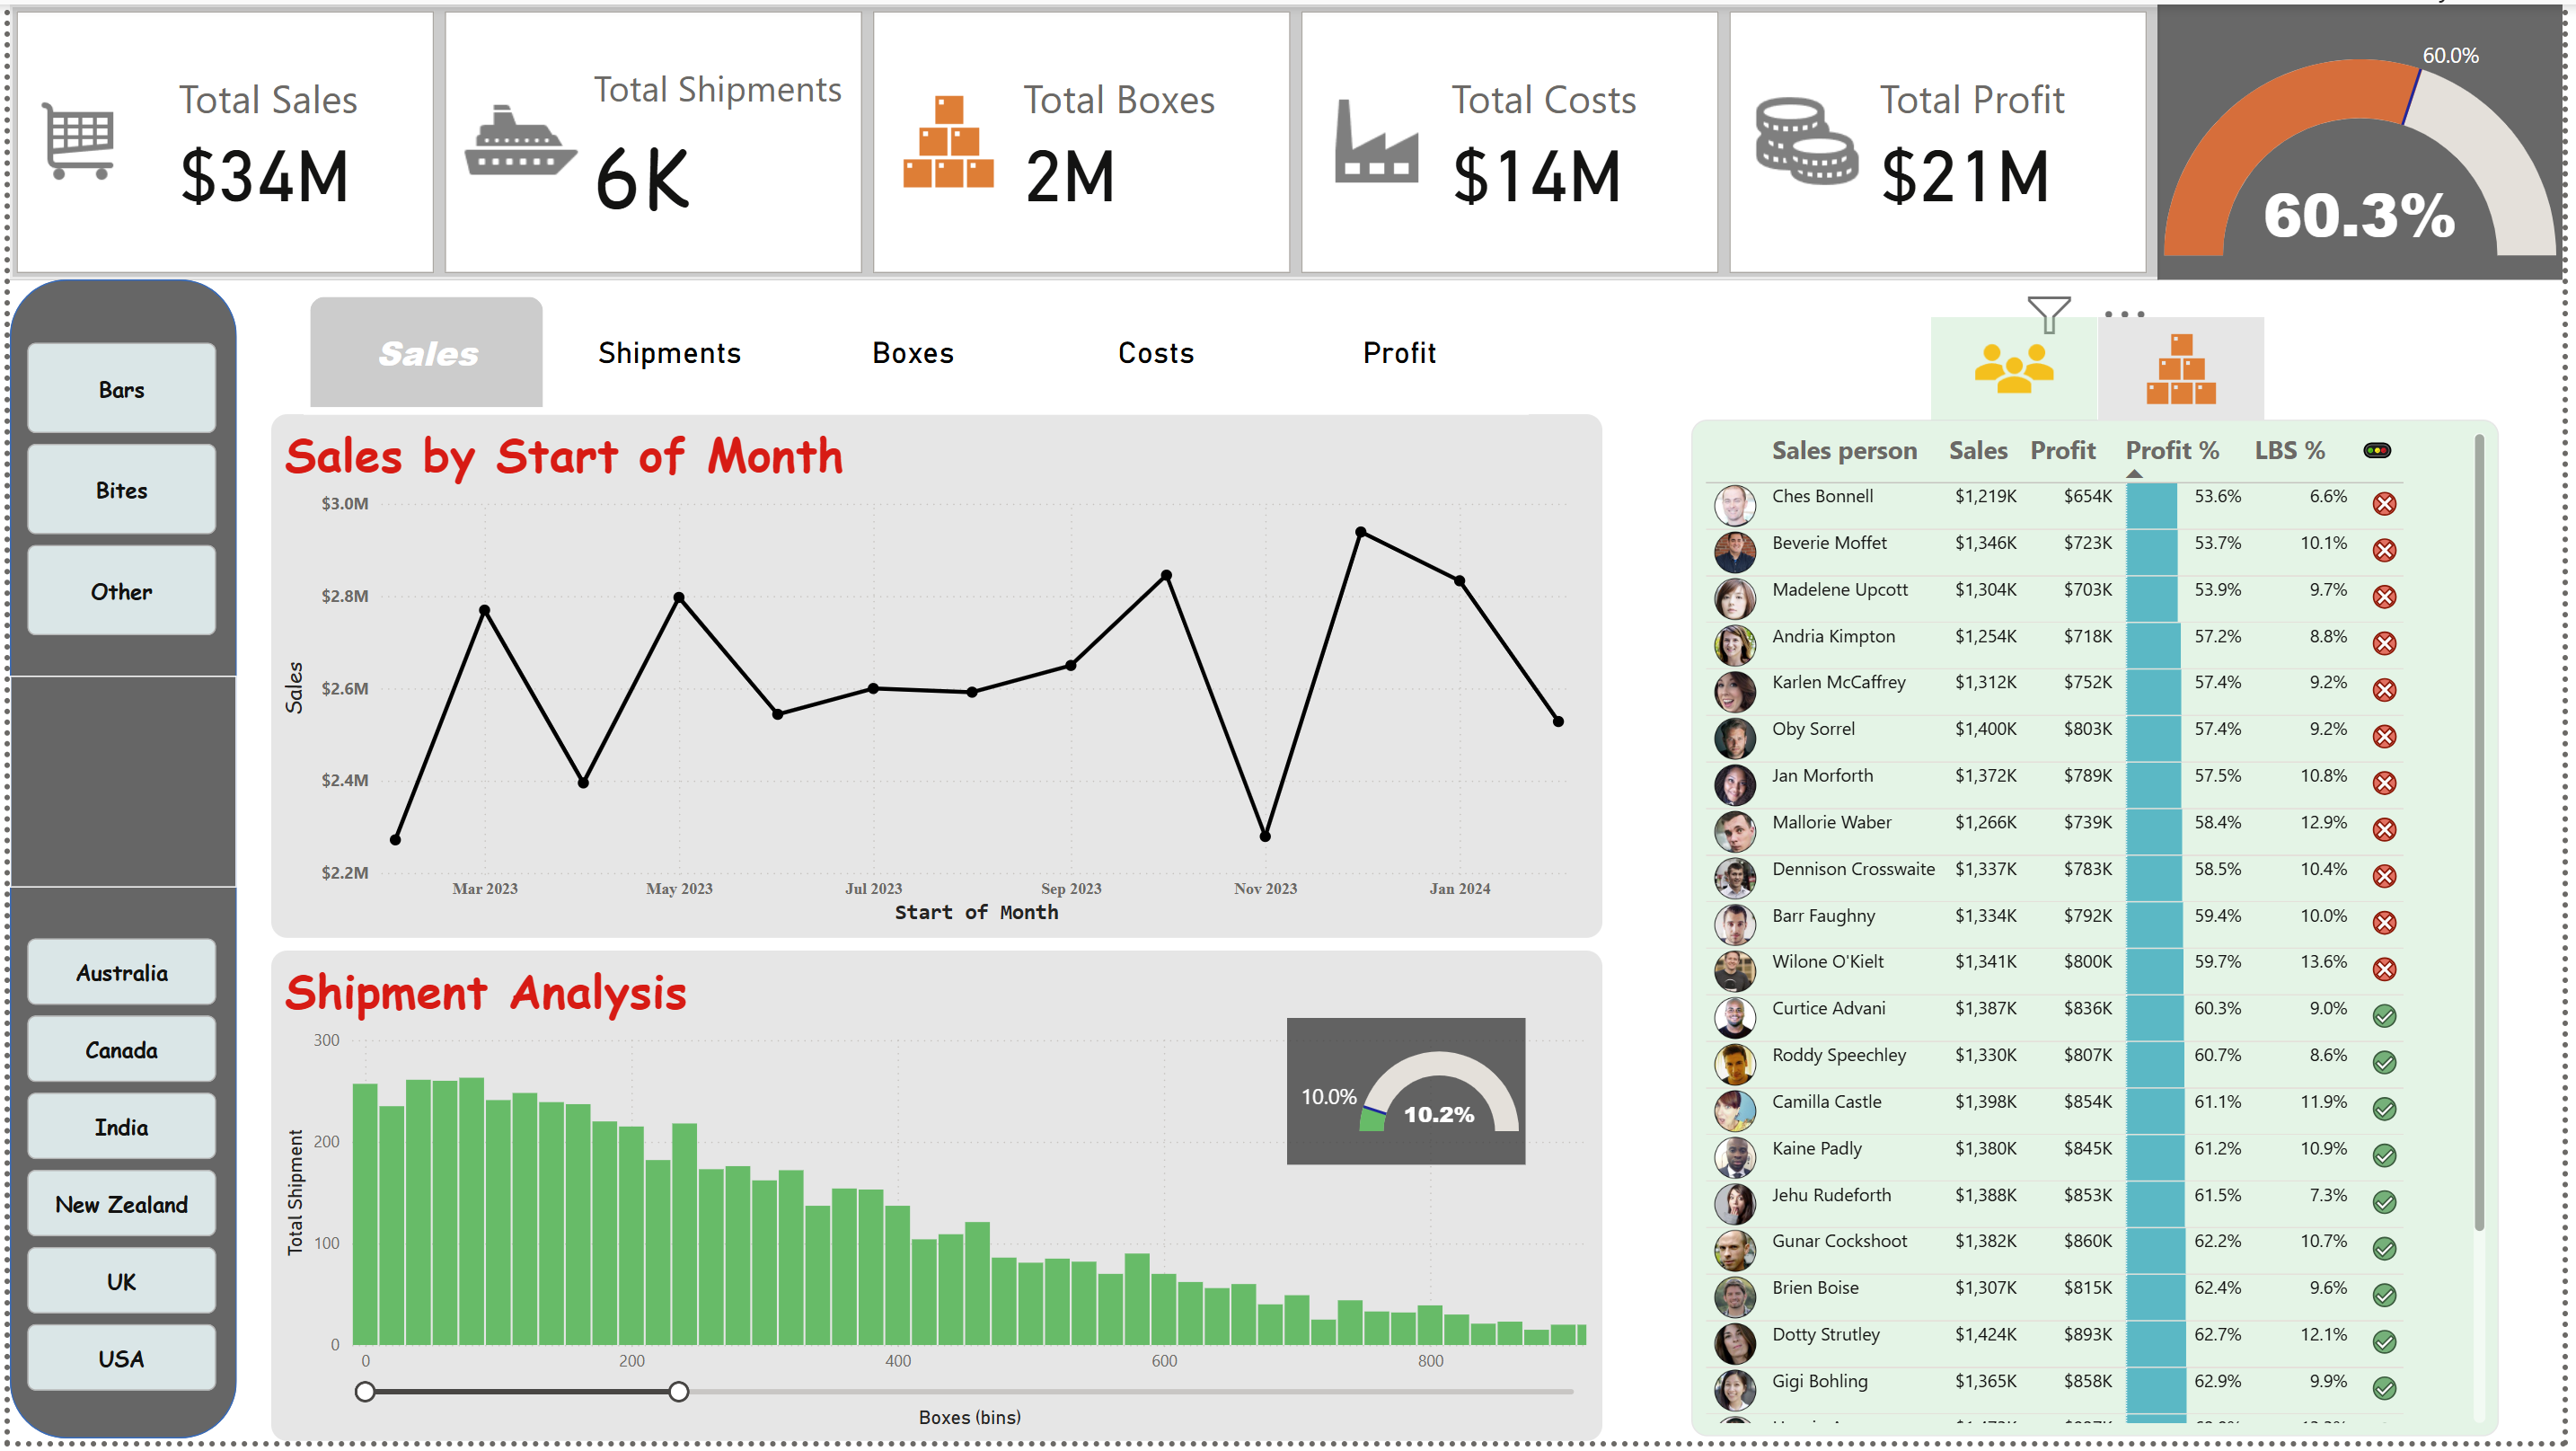 Total Sales
$34M
Total Shipments
6K
Total Boxes
2M
Total Costs
$14M
Total Profit
$21M
60.0%
60.3%
Bars
Bites
Other
Australia
Canada
India
New Zealand
UK
USA
Sales Shipments Boxes Costs Profit
Sales by Start of Month
$3.0M
$2.8M
$2.6M
$2.4M
$2.2M
Sales
Mar 2023 May 2023 Jul 2023 Sep 2023 Nov 2023 Jan 2024
Start of Month
Shipment Analysis
300
200
100
0
Total Shipment
10.0%
10.2%
0 200 400 600 800
Boxes (bins)
Sales person Sales Profit Profit % LBS %
Ches Bonnell $1,219K $654K 53.6% 6.6%
Beverie Moffet $1,346K $723K 53.7% 10.1%
Madelene Upcott $1,304K $703K 53.9% 9.7%
Andria Kimpton $1,254K $718K 57.2% 8.8%
Karlen McCaffrey $1,312K $752K 57.4% 9.2%
Oby Sorrel $1,400K $803K 57.4% 9.2%
Jan Morforth $1,372K $789K 57.5% 10.8%
Mallorie Waber $1,266K $739K 58.4% 12.9%
Dennison Crosswaite $1,337K $783K 58.5% 10.4%
Barr Faughny $1,334K $792K 59.4% 10.0%
Wilone O'Kielt $1,341K $800K 59.7% 13.6%
Curtice Advani $1,387K $836K 60.3% 9.0%
Roddy Speechley $1,330K $807K 60.7% 8.6%
Camilla Castle $1,398K $854K 61.1% 11.9%
Kaine Padly $1,380K $845K 61.2% 10.9%
Jehu Rudeforth $1,388K $853K 61.5% 7.3%
Gunar Cockshoot $1,382K $860K 62.2% 10.7%
Brien Boise $1,307K $815K 62.4% 9.6%
Dotty Strutley $1,424K $893K 62.7% 12.1%
Gigi Bohling $1,365K $858K 62.9% 9.9%